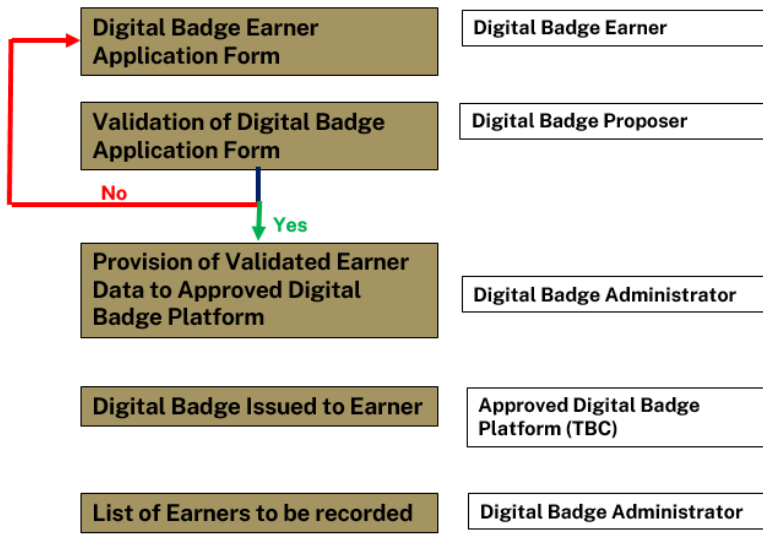 Digital Badge Earner
Application Form
Digital Badge Earner
Validation of Digital Badge
Application Form
Digital Badge Proposer
No
Yes
Provision of Validated Earner
Data to Approved Digital
Badge Platform
Digital Badge Administrator
Digital Badge Issued to Earner
Approved Digital Badge
Platform (TBC)
List of Earners to be recorded
Digital Badge Administrator